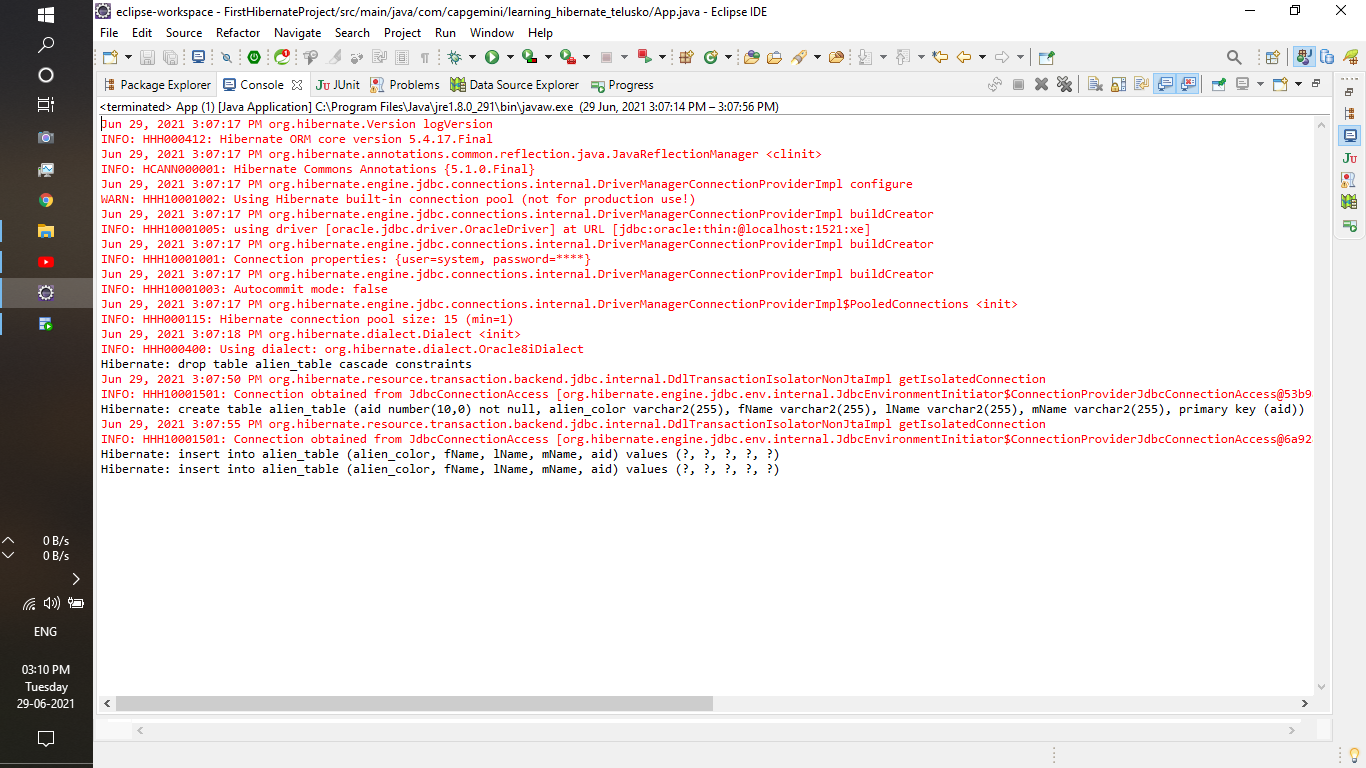 eclipse-workspace - FirstHibernateProject/src/main/java/com/capgemini/learning_hibernate_telusko/App.java - Eclipse IDE
File Edit Source Refactor Navigate Search Project Run Window Help
Package Explorer Console JUnit Problems Data Source Explorer Progress
<terminated> App (1) [Java Application] C:\Program Files\Java\jre1.8.0_291\bin\javaw.exe (29 Jun, 2021 3:07:14 PM – 3:07:56 PM)
Jun 29, 2021 3:07:17 PM org.hibernate.Version logVersion
INFO: HHH000412: Hibernate ORM core version 5.4.17.Final
Jun 29, 2021 3:07:17 PM org.hibernate.annotations.common.reflection.java.JavaReflectionManager <clinit>
INFO: HCANN000001: Hibernate Commons Annotations {5.1.0.Final}
Jun 29, 2021 3:07:17 PM org.hibernate.engine.jdbc.connections.internal.DriverManagerConnectionProviderImpl configure
WARN: HHH10001002: Using Hibernate built-in connection pool (not for production use!)
Jun 29, 2021 3:07:17 PM org.hibernate.engine.jdbc.connections.internal.DriverManagerConnectionProviderImpl buildCreator
INFO: HHH10001005: using driver [oracle.jdbc.driver.OracleDriver] at URL [jdbc:oracle:thin:@localhost:1521:xe]
Jun 29, 2021 3:07:17 PM org.hibernate.engine.jdbc.connections.internal.DriverManagerConnectionProviderImpl buildCreator
INFO: HHH10001001: Connection properties: {user=system, password=****}
Jun 29, 2021 3:07:17 PM org.hibernate.engine.jdbc.connections.internal.DriverManagerConnectionProviderImpl buildCreator
INFO: HHH10001003: Autocommit mode: false
Jun 29, 2021 3:07:17 PM org.hibernate.engine.jdbc.connections.internal.DriverManagerConnectionProviderImpl$PooledConnections <init>
INFO: HHH000115: Hibernate connection pool size: 15 (min=1)
Jun 29, 2021 3:07:18 PM org.hibernate.dialect.Dialect <init>
INFO: HHH000400: Using dialect: org.hibernate.dialect.Oracle8iDialect
Hibernate: drop table alien_table cascade constraints
Jun 29, 2021 3:07:50 PM org.hibernate.resource.transaction.backend.jdbc.internal.DdlTransactionIsolatorNonJtaImpl getIsolatedConnection
INFO: HHH10001501: Connection obtained from JdbcConnectionAccess [org.hibernate.engine.jdbc.env.internal.JdbcEnvironmentInitiator$ConnectionProviderJdbcConnectionAccess@53b9
Hibernate: create table alien_table (aid number(10,0) not null, alien_color varchar2(255), fName varchar2(255), lName varchar2(255), mName varchar2(255), primary key (aid))
Jun 29, 2021 3:07:55 PM org.hibernate.resource.transaction.backend.jdbc.internal.DdlTransactionIsolatorNonJtaImpl getIsolatedConnection
INFO: HHH10001501: Connection obtained from JdbcConnectionAccess [org.hibernate.engine.jdbc.env.internal.JdbcEnvironmentInitiator$ConnectionProviderJdbcConnectionAccess@6a92
Hibernate: insert into alien_table (alien_color, fName, lName, mName, aid) values (?, ?, ?, ?, ?)
Hibernate: insert into alien_table (alien_color, fName, lName, mName, aid) values (?, ?, ?, ?, ?)
0 B/s
0 B/s
ENG
03:10 PM
Tuesday
29-06-2021